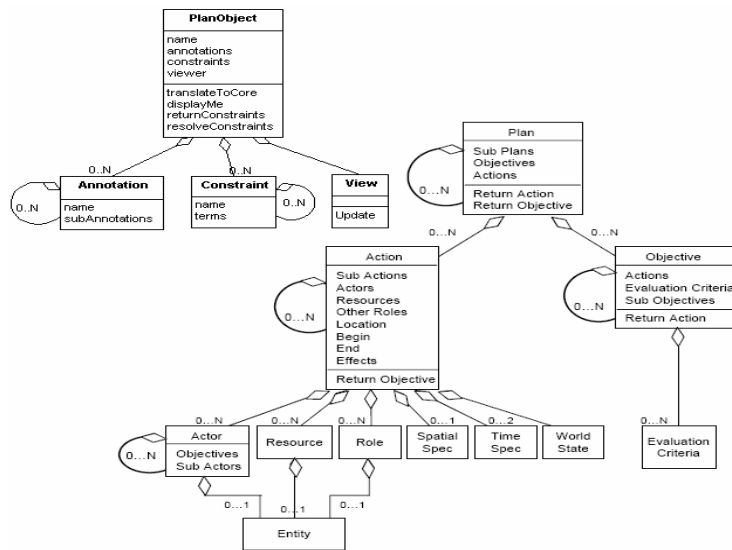 PlanObject
name
annotations
constraints
viewer
translateToCore
displayMe
returnConstraints
resolveConstraints
0..N
0..N
Annotation
name
subAnnotations
0..N
Constraint
name
terms
0..N
View
Update
Plan
Sub Plans
Objectives
Actions
Return Action
Return Objective
0...N
0...N
0...N
Action
Sub Actions
Actors
Resources
Other Roles
Location
Begin
End
Effects
Return Objective
0...N
Objective
Actions
Evaluation Criteria
Sub Objectives
Return Action
0...N
0...N
0...N
0...N
0...1
0...2
0...N
Actor
Objectives
Sub Actors
0...N
Resource
Role
Spatial
Spec
Time
Spec
World
State
Evaluation
Criteria
0...1
0...1
0...1
Entity